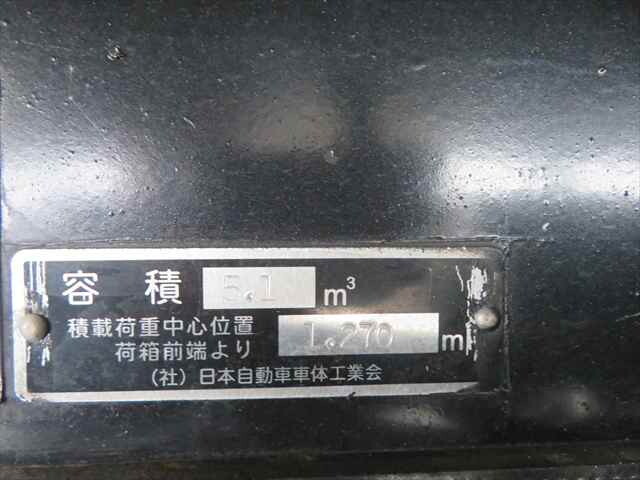 容積 5.1 m³
積載荷重中心位置
荷箱前端より 1.270 m
（社）日本自動車車体工業会